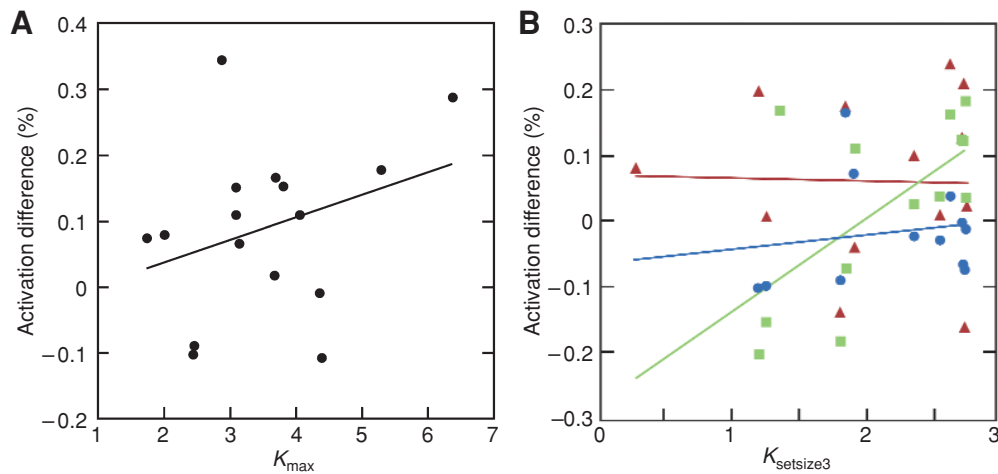 A
Activation difference (%)
0.4
0.3
0.2
0.1
0
−0.1
−0.2
1 2 3 4 5 6 7
Kmax
B
Activation difference (%)
0.3
0.2
0.1
0
−0.1
−0.2
−0.3
0 1 2 3
Ksetsize3